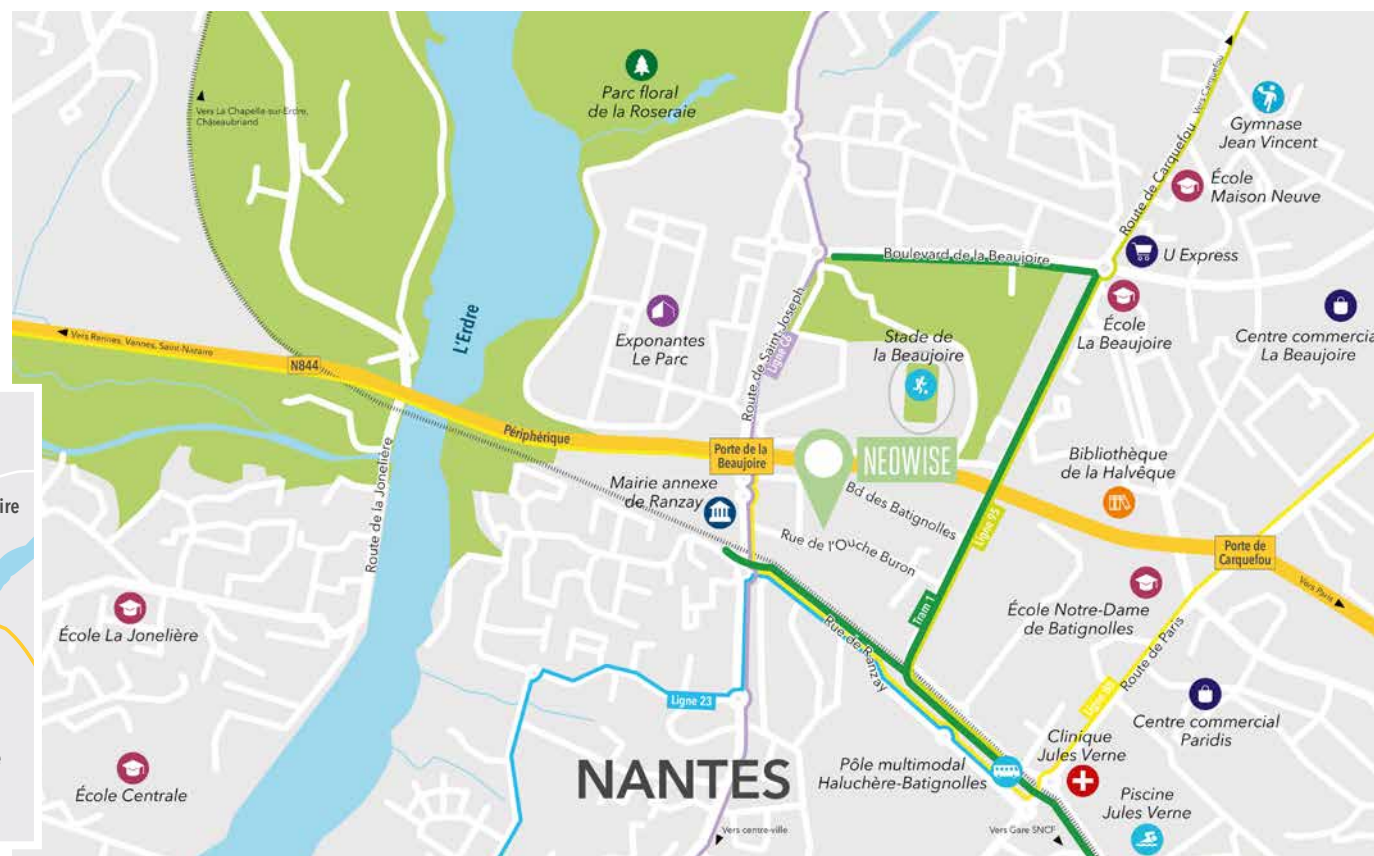 Parc floral
de la Roseraie
Vers La Chapelle-sur-Erdre,
Châteaubriand
Vers Carquefou
Route de Carquefou
Gymnase
Jean Vincent
École
Maison Neuve
U Express
Boulevard de la Beaujoire
École
La Beaujoire
Centre commercia
La Beaujoire
Exponantes
Le Parc
Route de Saint-Joseph
Ligne C6
Stade de
la Beaujoire
L'Erdre
Vers Rennes, Vannes, Saint-Nazaire
N844
Périphérique
Porte de la
Beaujoire
NEOWISE
Bibliothèque
de la Halvêque
Mairie annexe
de Ranzay
Bd des Batignolles
Rue de l'Ouche Buron
Ligne 95
Porte de
Carquefou
Vers Paris
ire
Route de la Jonelière
École La Jonelière
Tram 1
École Notre-Dame
de Batignolles
Rue de Ranzay
Route de Paris
Ligne 23
Centre commercial
Paridis
Clinique
Jules Verne
Pôle multimodal
Haluchère-Batignolles
NANTES
École Centrale
Piscine
Jules Verne
Vers centre-ville
Vers Gare SNCF